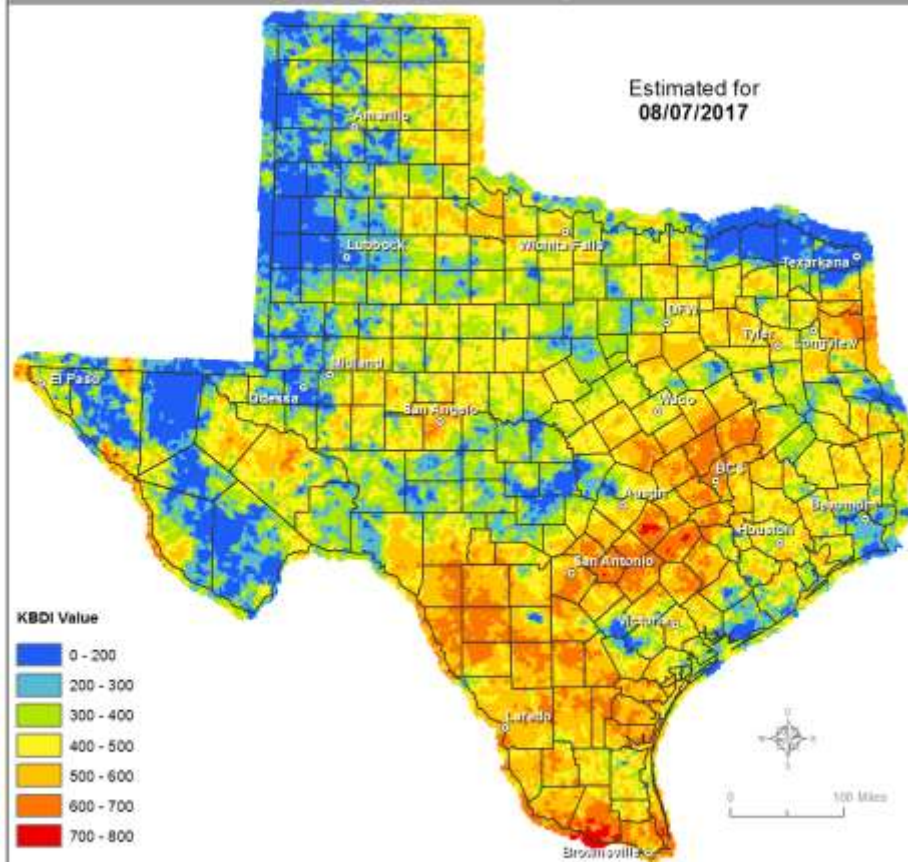 Estimated for
08/07/2017
Amarillo
Lubbock
Wichita Falls
Texarkana
DFW
Tyler
Longview
El Paso
Midland
Odessa
San Angelo
Waco
BCS
Austin
Beaumont
Houston
San Antonio
Victoria
Laredo
Brownsville
KBDI Value
0 - 200
200 - 300
300 - 400
400 - 500
500 - 600
600 - 700
700 - 800
0 100 Miles